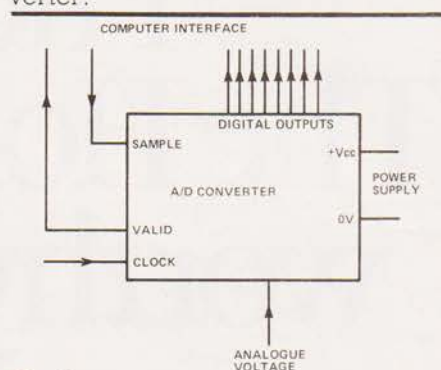 verter.
COMPUTER INTERFACE
DIGITAL OUTPUTS
SAMPLE
+Vcc
A/D CONVERTER
POWER
SUPPLY
0V
VALID
CLOCK
ANALOGUE
VOLTAGE